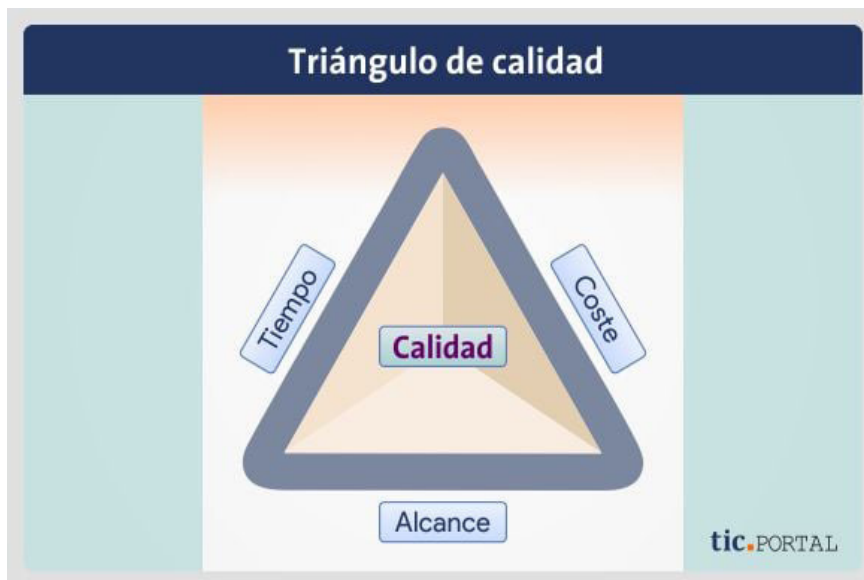 Triángulo de calidad
Tiempo
Coste
Calidad
Alcance
tic.PORTAL